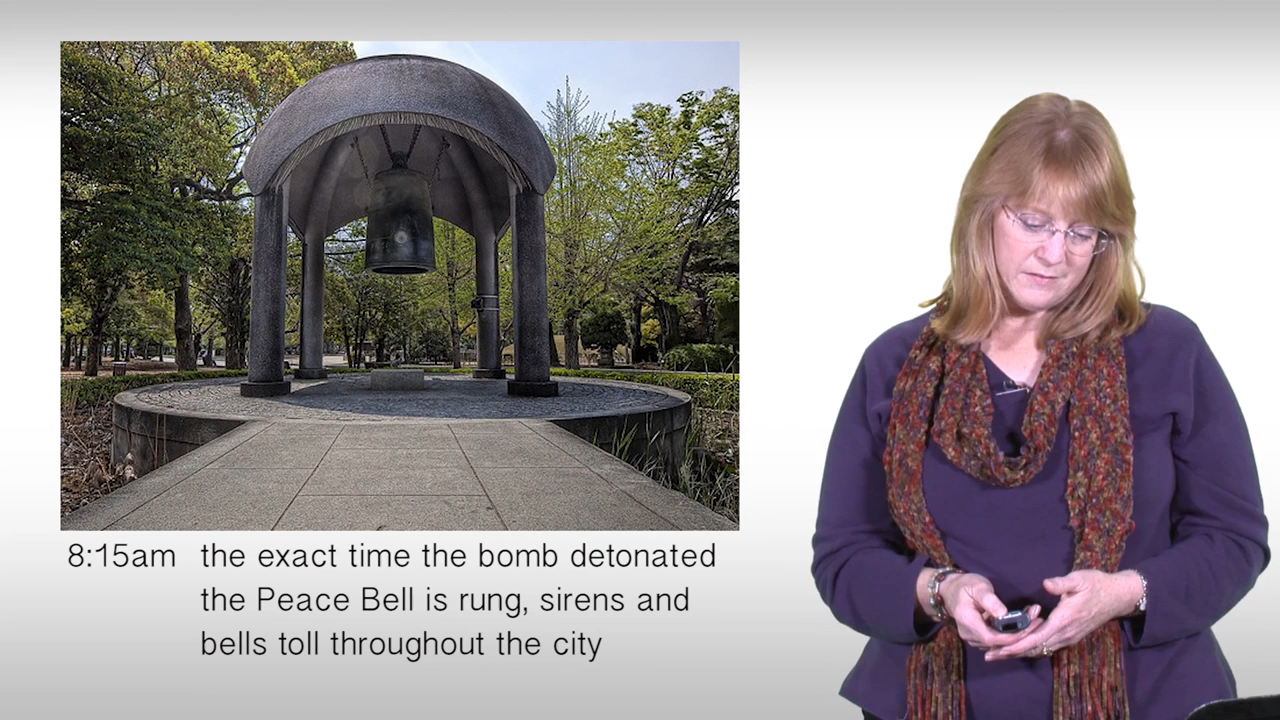 8:15am the exact time the bomb detonated
the Peace Bell is rung, sirens and
bells toll throughout the city